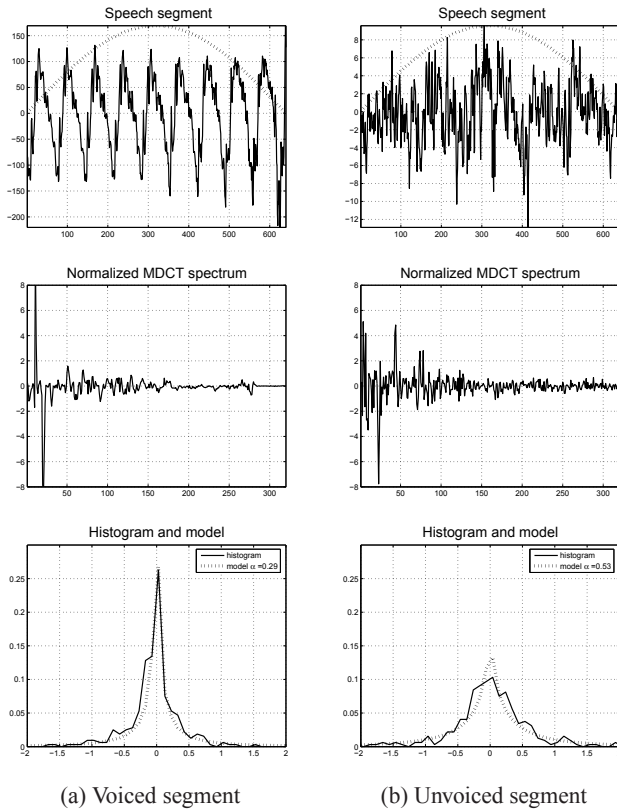 Speech segment
150
100
50
0
−50
−100
−150
−200
100 200 300 400 500 600
Normalized MDCT spectrum
8
6
4
2
0
−2
−4
−6
−8
50 100 150 200 250 300
Histogram and model
histogram
model α =0.29
0.25
0.2
0.15
0.1
0.05
0
−2 −1.5 −1 −0.5 0 0.5 1 1.5 2
(a) Voiced segment
Speech segment
8
6
4
2
0
−2
−4
−6
−8
−10
−12
100 200 300 400 500 600
Normalized MDCT spectrum
8
6
4
2
0
−2
−4
−6
−8
50 100 150 200 250 300
Histogram and model
histogram
model α =0.53
0.25
0.2
0.15
0.1
0.05
0
−2 −1.5 −1 −0.5 0 0.5 1 1.5
(b) Unvoiced segment